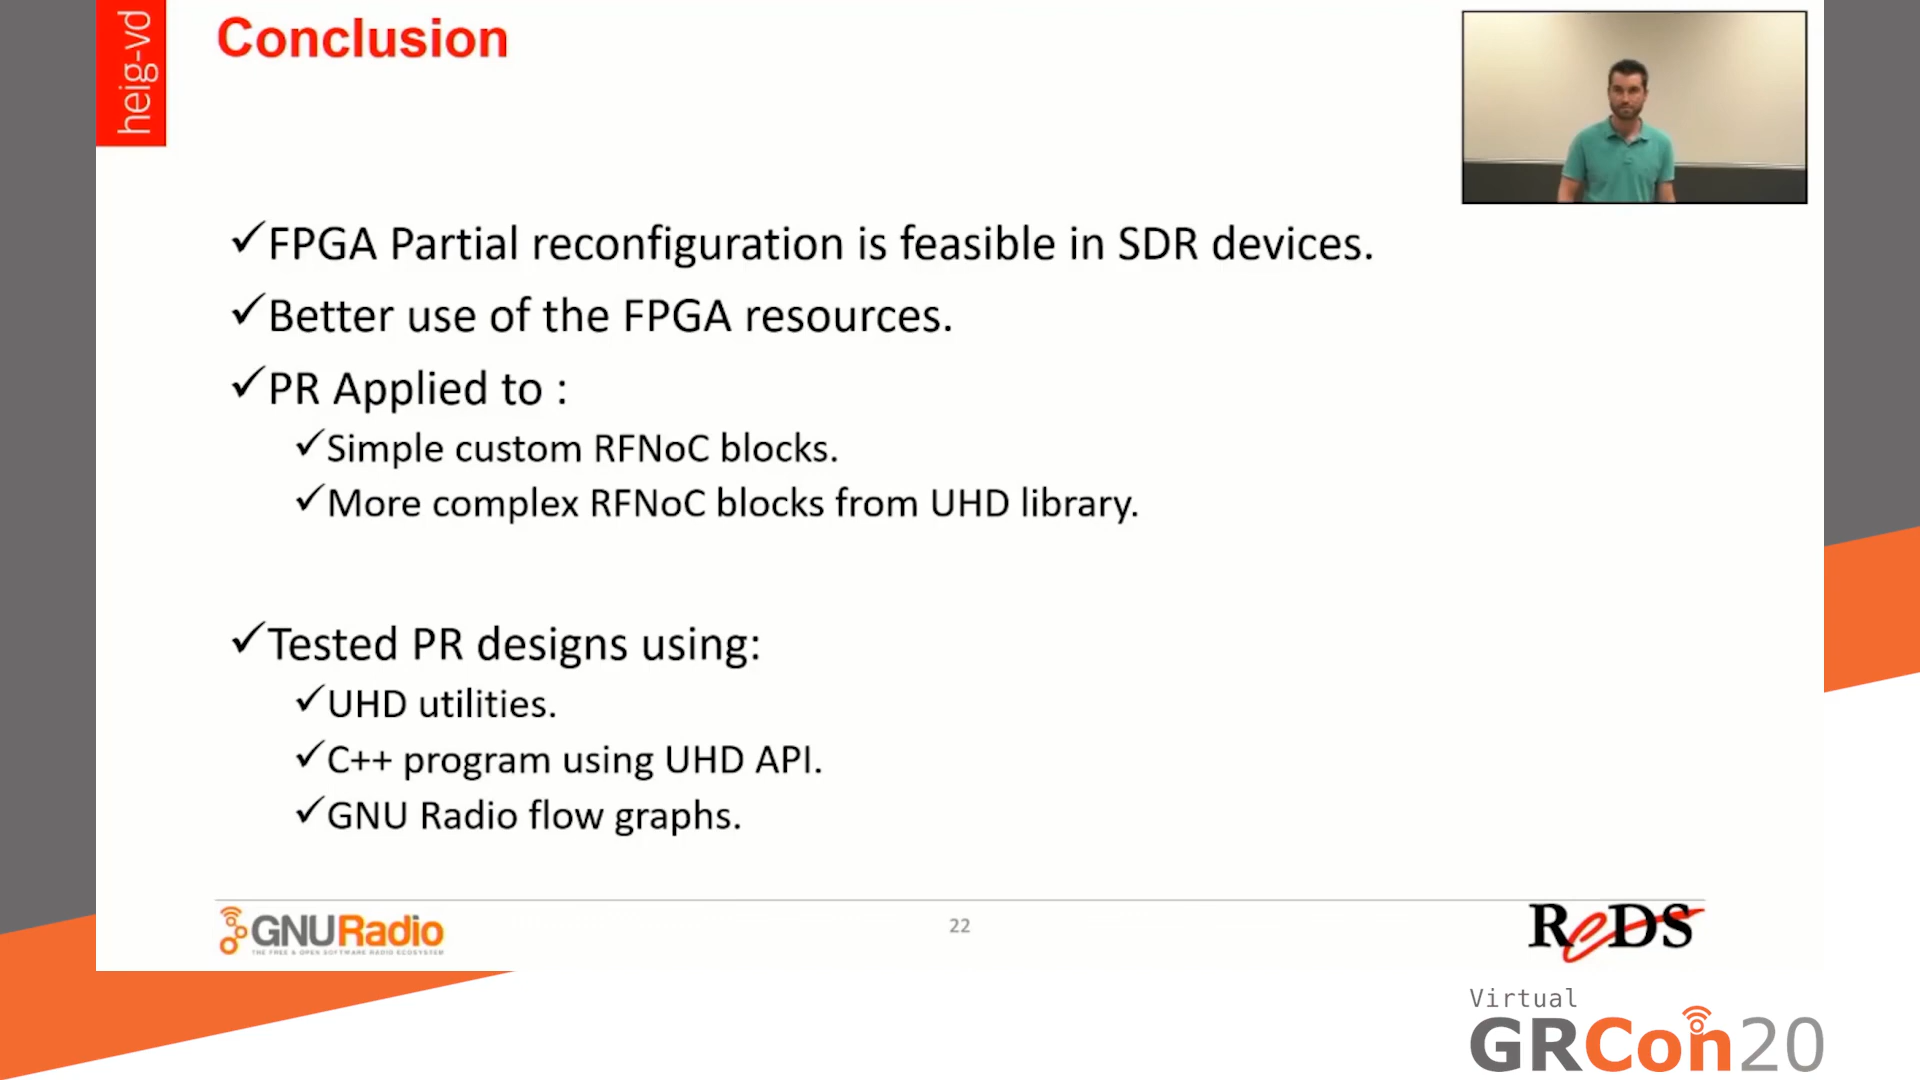 heig-vd
Conclusion
✓FPGA Partial reconfiguration is feasible in SDR devices.
✓Better use of the FPGA resources.
✓PR Applied to :
✓Simple custom RFNoC blocks.
✓More complex RFNoC blocks from UHD library.
✓Tested PR designs using:
✓UHD utilities.
✓C++ program using UHD API.
✓GNU Radio flow graphs.
GNURadio
THE FREE & OPEN SOFTWARE RADIO ECOSYSTEM
22
ReDS
Virtual
GRCon20